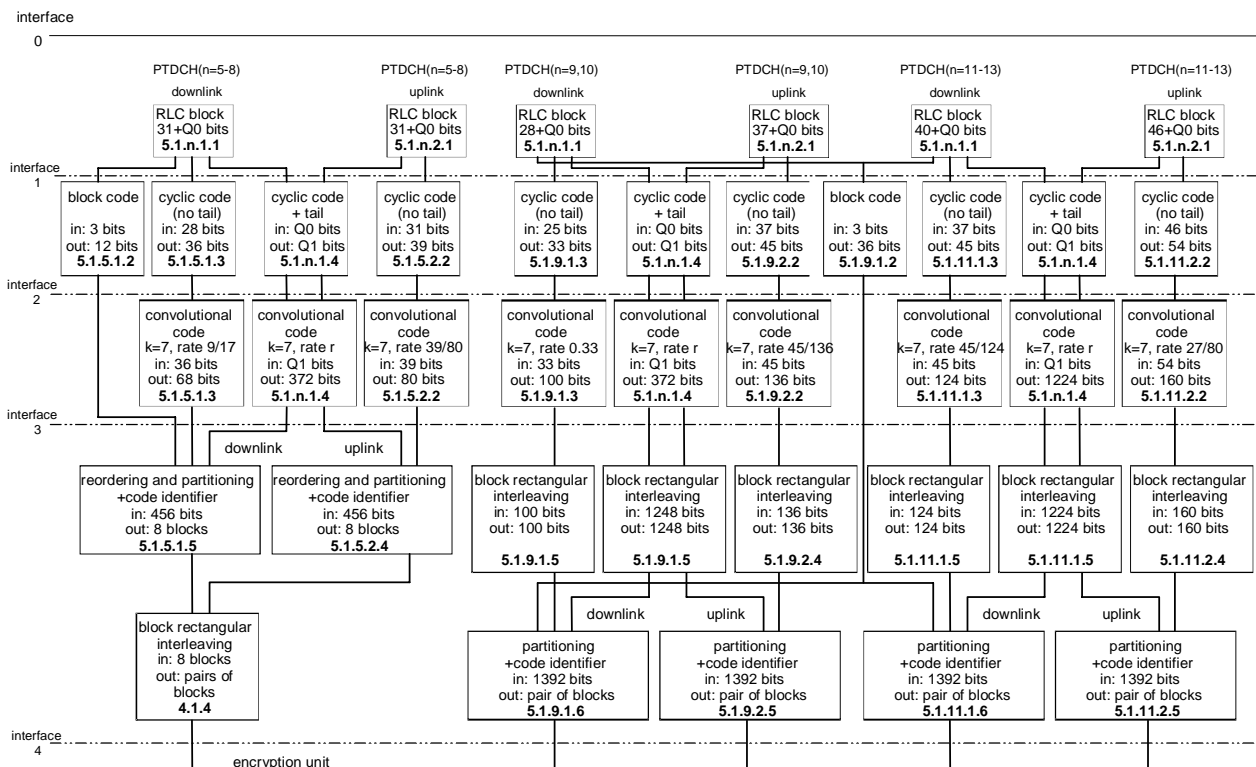 interface
0
PTDCH(n=5-8)
downlink
PTDCH(n=5-8)
uplink
PTDCH(n=9,10)
downlink
PTDCH(n=9,10)
uplink
PTDCH(n=11-13)
downlink
PTDCH(n=11-13)
uplink
RLC block
31+Q0 bits
5.1.n.1.1
RLC block
31+Q0 bits
5.1.n.2.1
RLC block
28+Q0 bits
5.1.n.1.1
RLC block
37+Q0 bits
5.1.n.2.1
RLC block
40+Q0 bits
5.1.n.1.1
RLC block
46+Q0 bits
5.1.n.2.1
interface
1
block code
in: 3 bits
out: 12 bits
5.1.5.1.2
cyclic code
(no tail)
in: 28 bits
out: 36 bits
5.1.5.1.3
cyclic code
+ tail
in: Q0 bits
out: Q1 bits
5.1.n.1.4
cyclic code
(no tail)
in: 31 bits
out: 39 bits
5.1.5.2.2
cyclic code
(no tail)
in: 25 bits
out: 33 bits
5.1.9.1.3
cyclic code
+ tail
in: Q0 bits
out: Q1 bits
5.1.n.1.4
cyclic code
(no tail)
in: 37 bits
out: 45 bits
5.1.9.2.2
block code
in: 3 bits
out: 36 bits
5.1.9.1.2
cyclic code
(no tail)
in: 37 bits
out: 45 bits
5.1.11.1.3
cyclic code
+ tail
in: Q0 bits
out: Q1 bits
5.1.n.1.4
cyclic code
(no tail)
in: 46 bits
out: 54 bits
5.1.11.2.2
interface
2
convolutional
code
k=7, rate 9/17
in: 36 bits
out: 68 bits
5.1.5.1.3
convolutional
code
k=7, rate r
in: Q1 bits
out: 372 bits
5.1.n.1.4
convolutional
code
k=7, rate 39/80
in: 39 bits
out: 80 bits
5.1.5.2.2
convolutional
code
k=7, rate 0.33
in: 33 bits
out: 100 bits
5.1.9.1.3
convolutional
code
k=7, rate r
in: Q1 bits
out: 372 bits
5.1.n.1.4
convolutional
code
k=7, rate 45/136
in: 45 bits
out: 136 bits
5.1.9.2.2
convolutional
code
k=7, rate 45/124
in: 45 bits
out: 124 bits
5.1.11.1.3
convolutional
code
k=7, rate r
in: Q1 bits
out: 1224 bits
5.1.n.1.4
convolutional
code
k=7, rate 27/80
in: 54 bits
out: 160 bits
5.1.11.2.2
interface
3
downlink
uplink
reordering and partitioning
+code identifier
in: 456 bits
out: 8 blocks
5.1.5.1.5
reordering and partitioning
+code identifier
in: 456 bits
out: 8 blocks
5.1.5.2.4
block rectangular
interleaving
in: 100 bits
out: 100 bits
5.1.9.1.5
block rectangular
interleaving
in: 1248 bits
out: 1248 bits
5.1.9.1.5
block rectangular
interleaving
in: 136 bits
out: 136 bits
5.1.9.2.4
block rectangular
interleaving
in: 124 bits
out: 124 bits
5.1.11.1.5
block rectangular
interleaving
in: 1224 bits
out: 1224 bits
5.1.11.1.5
block rectangular
interleaving
in: 160 bits
out: 160 bits
5.1.11.2.4
downlink
uplink
downlink
uplink
block rectangular
interleaving
in: 8 blocks
out: pairs of
blocks
4.1.4
partitioning
+code identifier
in: 1392 bits
out: pair of blocks
5.1.9.1.6
partitioning
+code identifier
in: 1392 bits
out: pair of blocks
5.1.9.2.5
partitioning
+code identifier
in: 1392 bits
out: pair of blocks
5.1.11.1.6
partitioning
+code identifier
in: 1392 bits
out: pair of blocks
5.1.11.2.5
interface
4
encryption unit